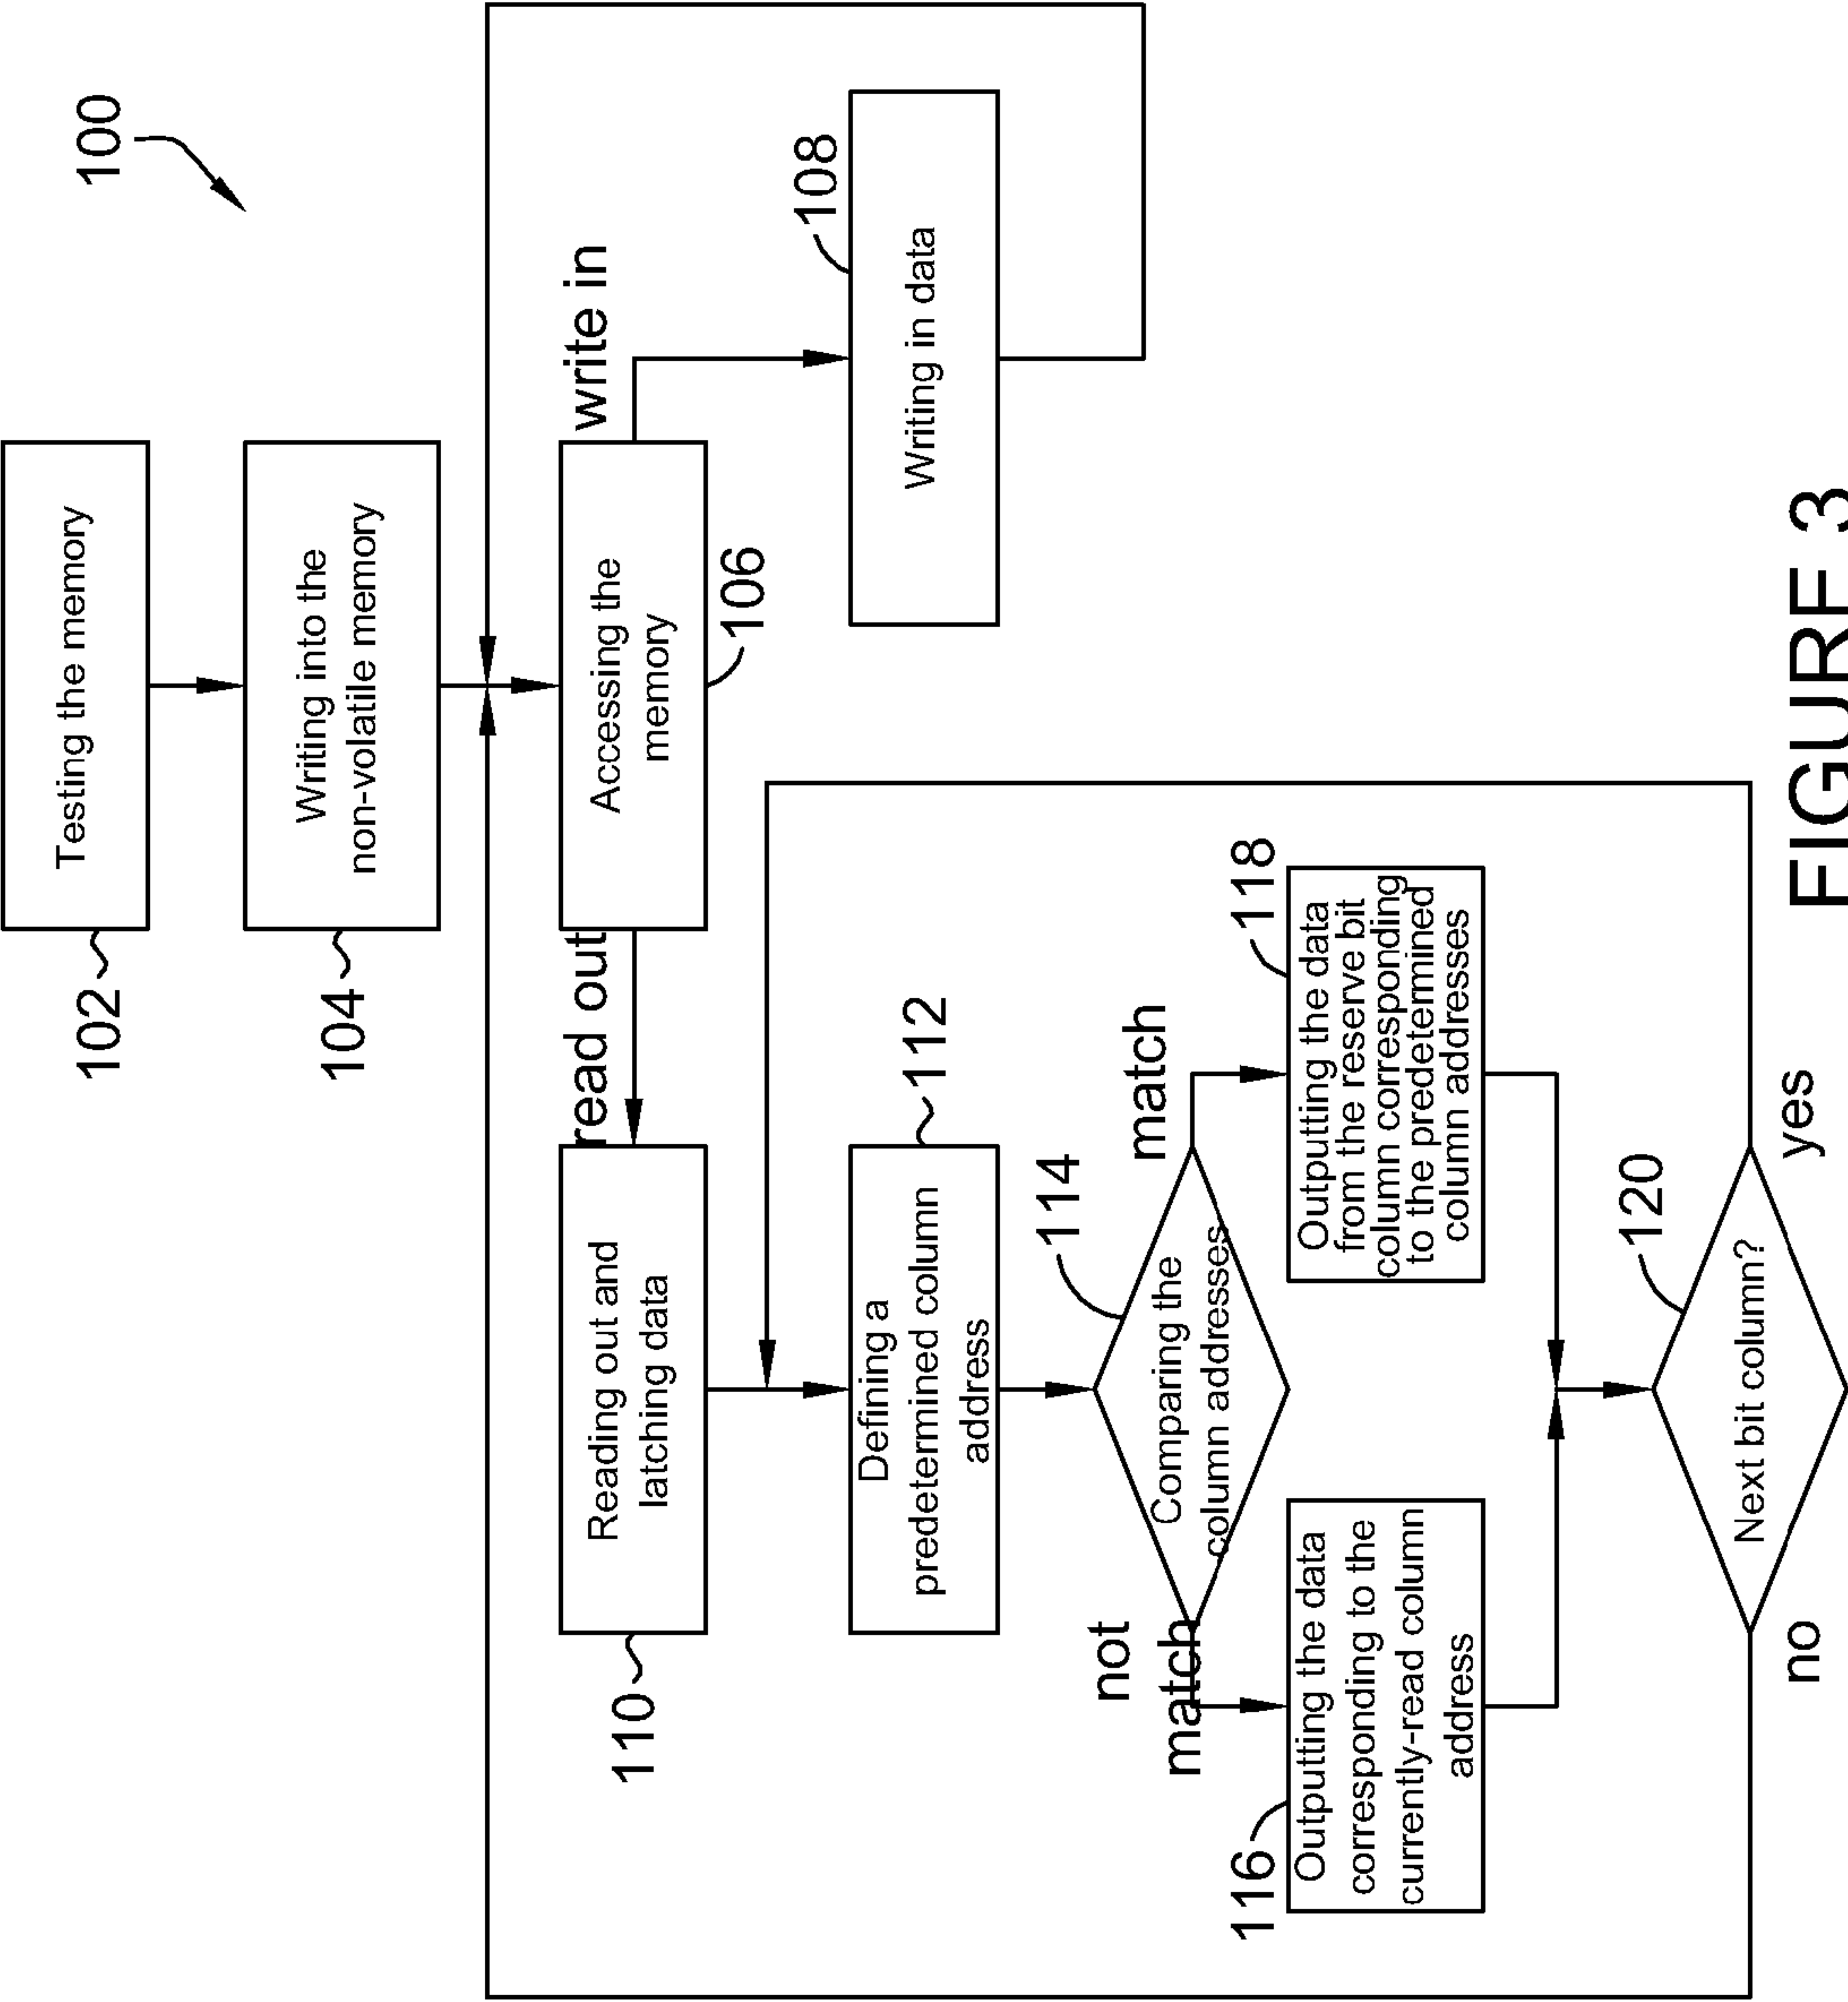 100
102
Testing the memory
104
Writing into the
non-volatile memory
read out
Accessing the
memory
106
write in
108
Writing in data
110
Reading out and
latching data
112
Defining a
predetermined column
address
114
Comparing the
column addresses
not
match
match
116
Outputting the data
corresponding to the
currently-read column
address
118
Outputting the data
from the reserve bit
column corresponding
to the predetermined
column addresses
120
Next bit column?
no
yes
FIGURE 3